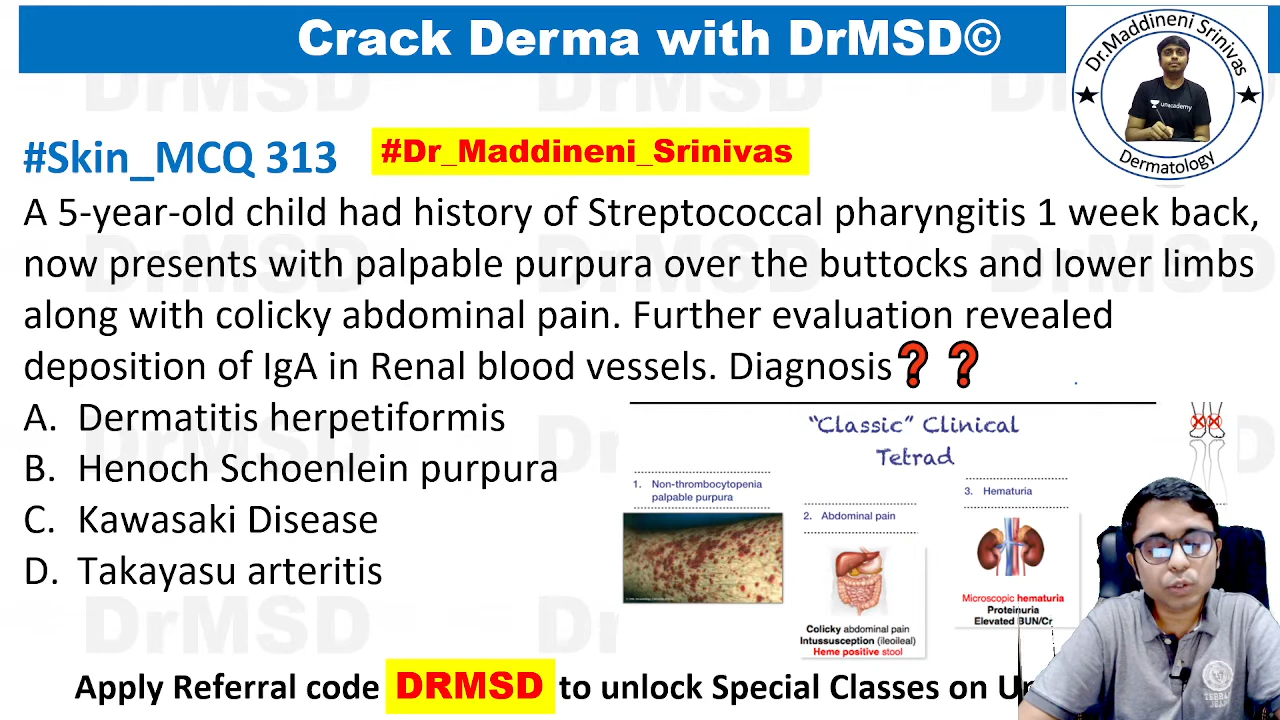 Crack Derma with DrMSD©
Dr.Maddineni Srinivas
unacademy
Dermatology
DrMSD DrMSD
#Skin_MCQ 313
#Dr_Maddineni_Srinivas
A 5-year-old child had history of Streptococcal pharyngitis 1 week back,
now presents with palpable purpura over the buttocks and lower limbs
along with colicky abdominal pain. Further evaluation revealed
deposition of IgA in Renal blood vessels. Diagnosis❓❓
A. Dermatitis herpetiformis
B. Henoch Schoenlein purpura
C. Kawasaki Disease
D. Takayasu arteritis
"Classic" Clinical
Tetrad
1. Non-thrombocytopenia
palpable purpura
2. Abdominal pain
Colicky abdominal pain
Intussusception (ileoileal)
Heme positive stool
3. Hematuria
Microscopic hematuria
Proteinuria
Elevated BUN/Cr
DrMSD DrMSD
Apply Referral code DRMSD to unlock Special Classes on